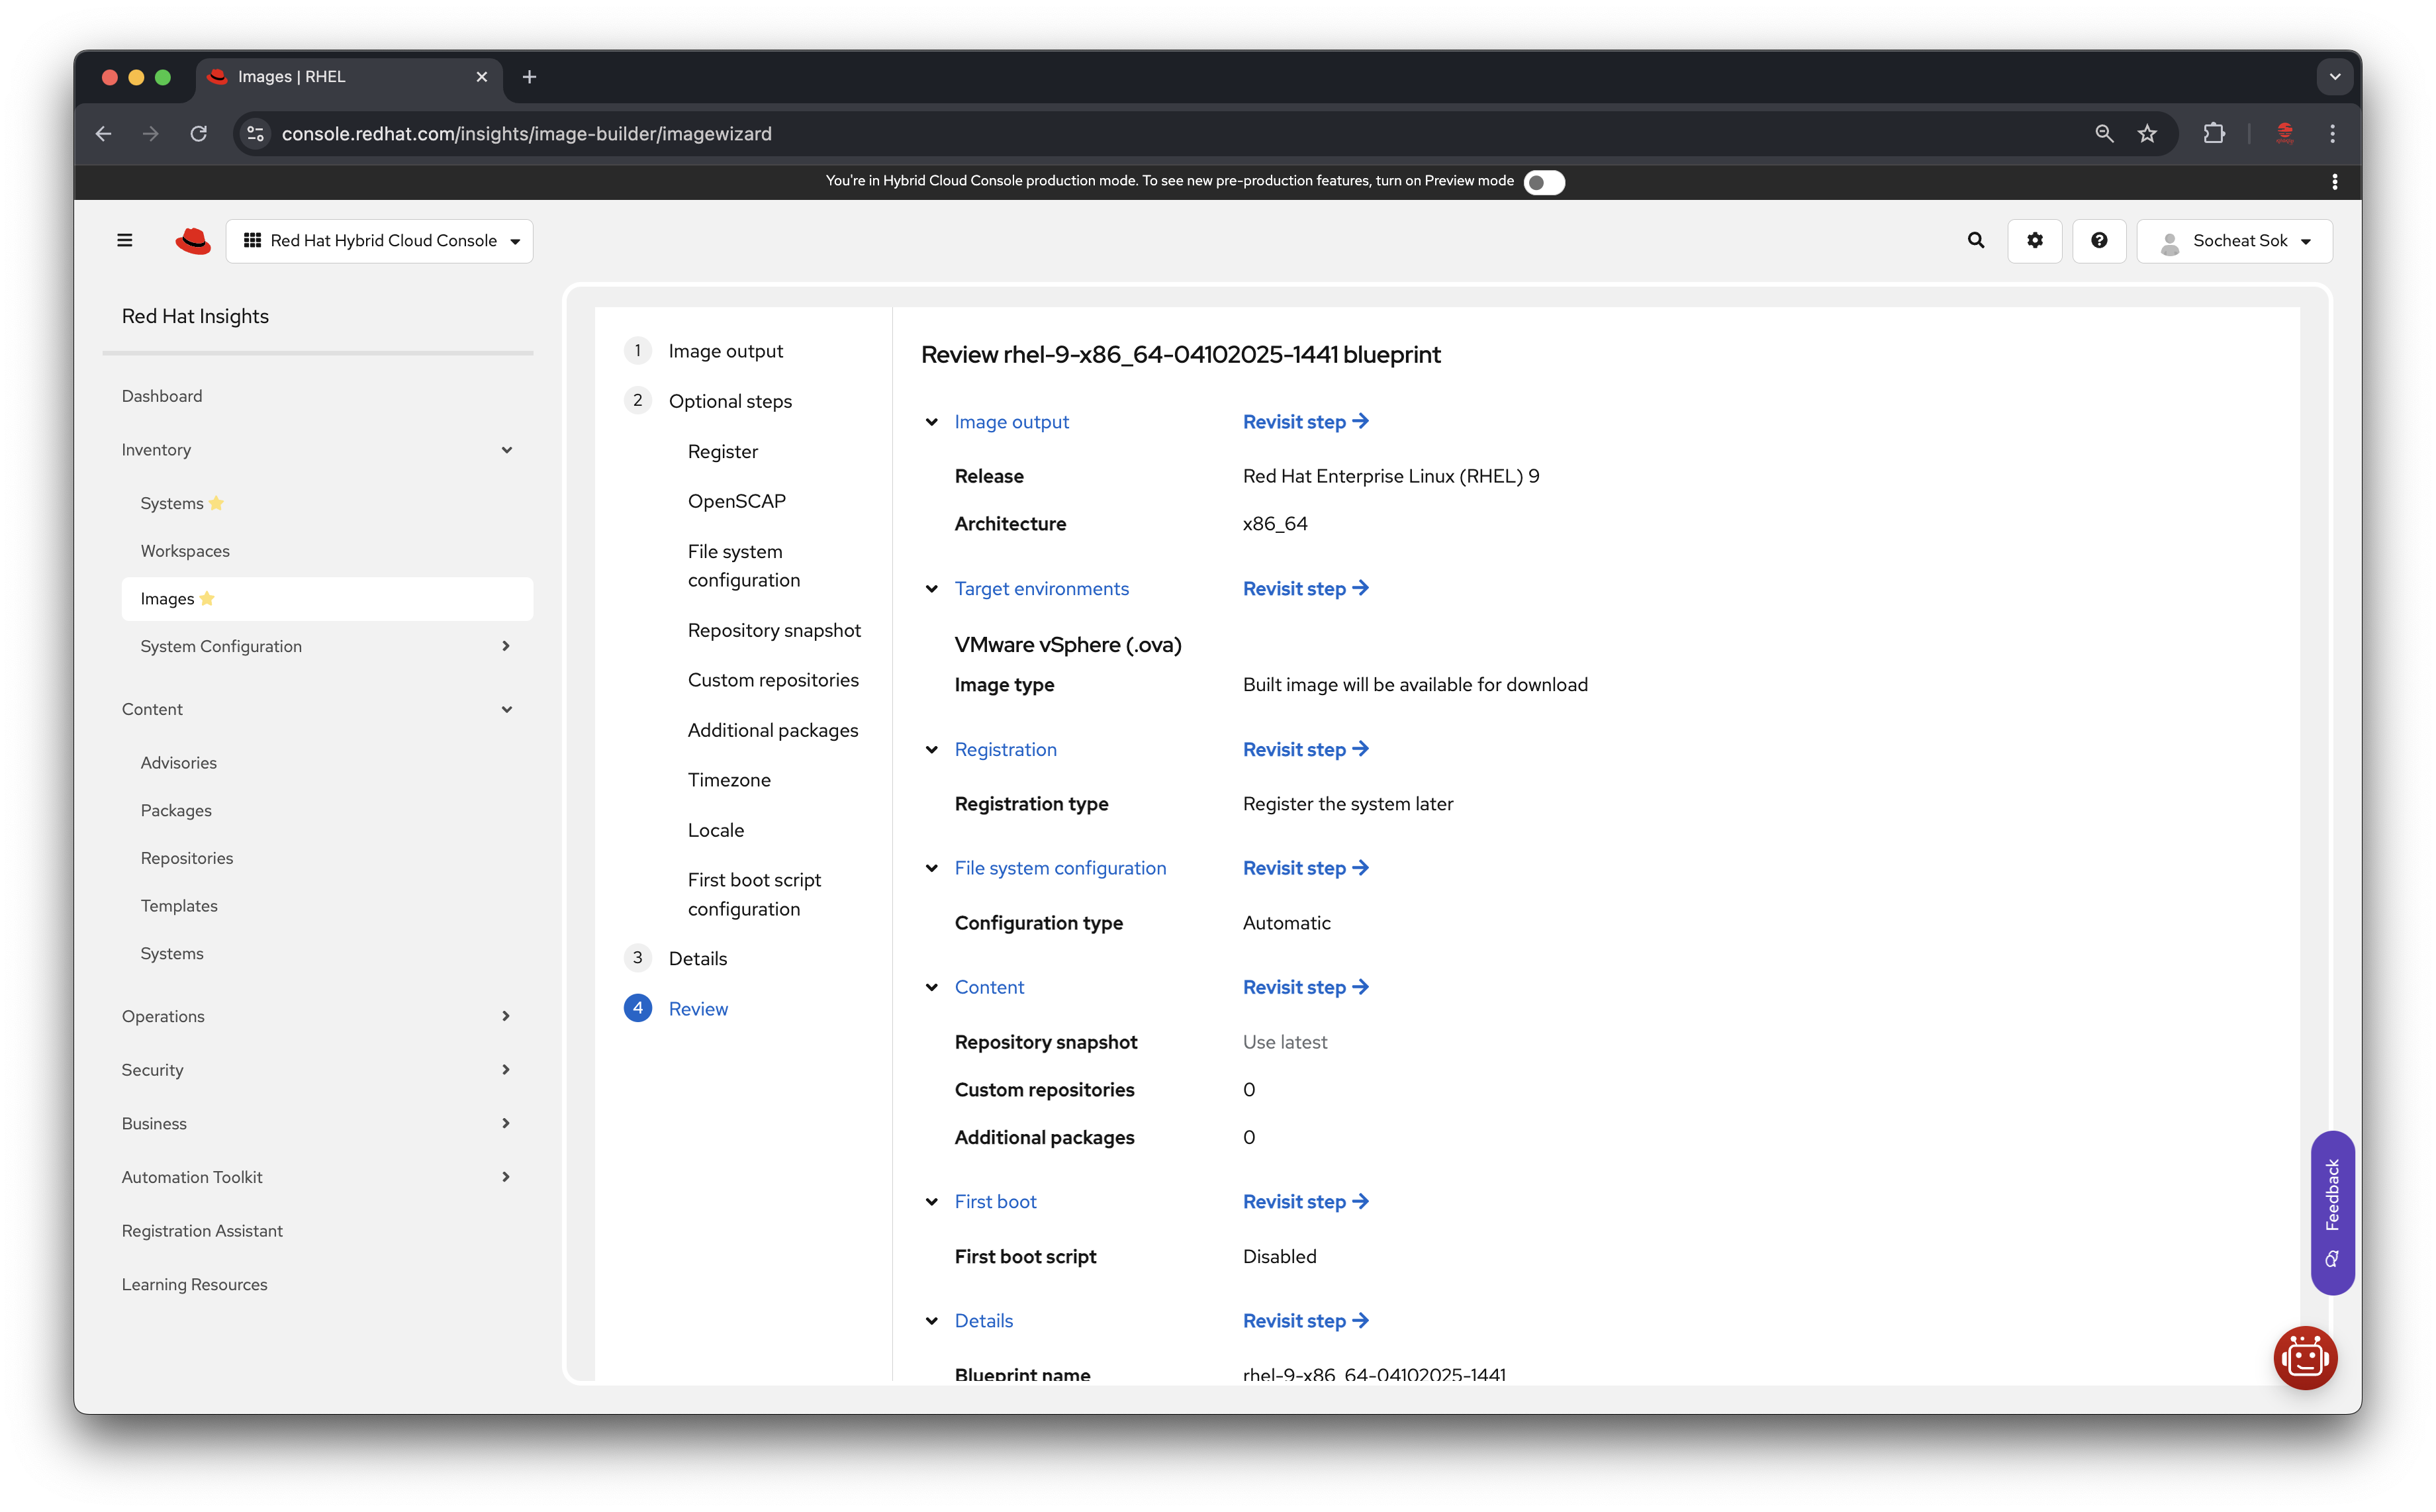 Images | RHEL
console.redhat.com/insights/image-builder/imagewizard
You're in Hybrid Cloud Console production mode. To see new pre-production features, turn on Preview mode
Red Hat Hybrid Cloud Console
Socheat Sok
Red Hat Insights
Dashboard
Inventory
Systems
Workspaces
Images
System Configuration
Content
Advisories
Packages
Repositories
Templates
Systems
Operations
Security
Business
Automation Toolkit
Registration Assistant
Learning Resources
1 Image output
2 Optional steps
Register
OpenSCAP
File system
configuration
Repository snapshot
Custom repositories
Additional packages
Timezone
Locale
First boot script
configuration
3 Details
4 Review
Review rhel-9-x86_64-04102025-1441 blueprint
Image output Revisit step
Release Red Hat Enterprise Linux (RHEL) 9
Architecture x86_64
Target environments Revisit step
VMware vSphere (.ova)
Image type Built image will be available for download
Registration Revisit step
Registration type Register the system later
File system configuration Revisit step
Configuration type Automatic
Content Revisit step
Repository snapshot Use latest
Custom repositories 0
Additional packages 0
First boot Revisit step
First boot script Disabled
Details Revisit step
Blueprint name rhel-9-x86_64-04102025-1441
Feedback